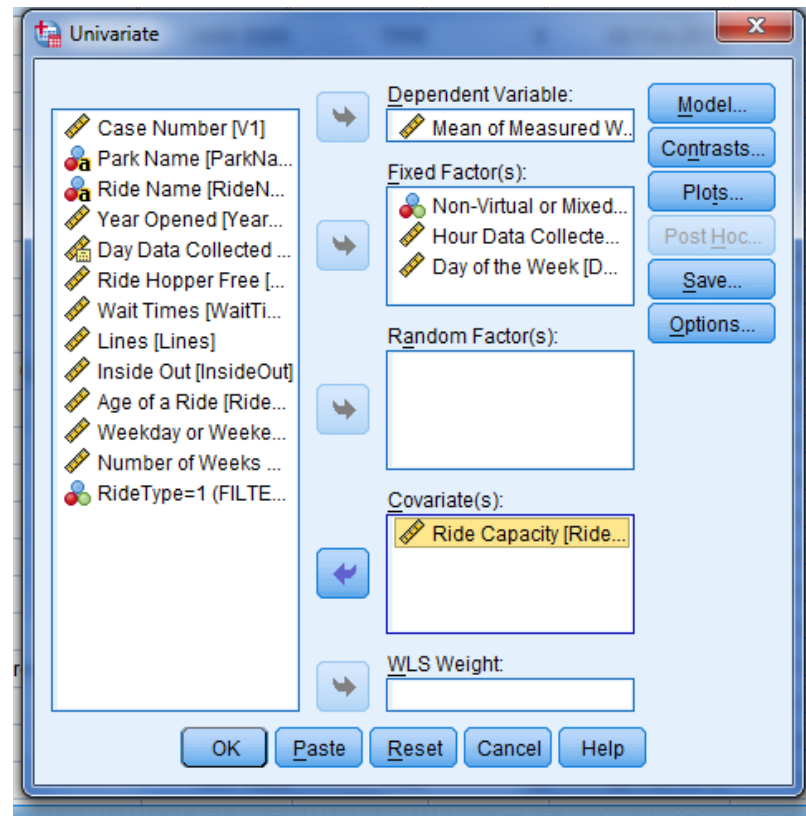 Univariate
Case Number [V1]
Park Name [ParkNa...
Ride Name [RideN...
Year Opened [Year...
Day Data Collected ...
Ride Hopper Free [...
Wait Times [WaitTi...
Lines [Lines]
Inside Out [InsideOut]
Age of a Ride [Ride...
Weekday or Weeke...
Number of Weeks ...
RideType=1 (FILTE...
Dependent Variable:
Mean of Measured W..
Fixed Factor(s):
Non-Virtual or Mixed...
Hour Data Collecte...
Day of the Week [D...
Random Factor(s):
Covariate(s):
Ride Capacity [Ride...
WLS Weight:
Model...
Contrasts...
Plots...
Post Hoc...
Save...
Options...
OK Paste Reset Cancel Help